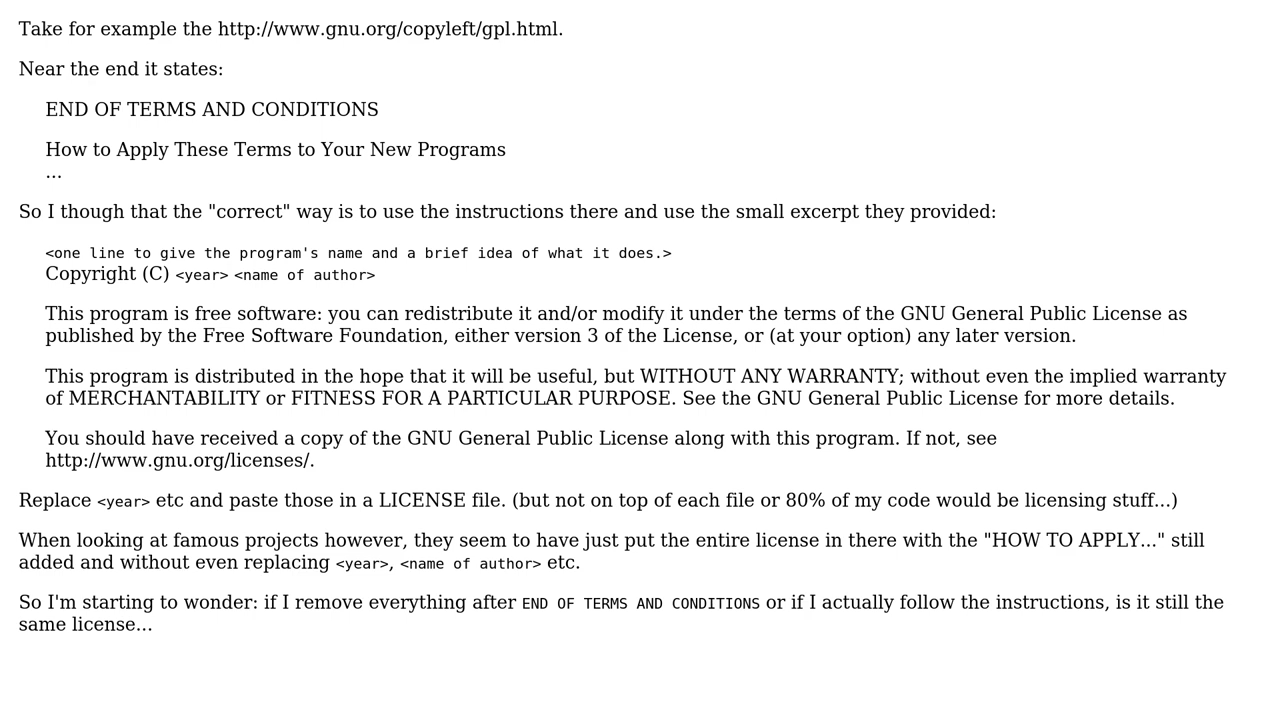 Take for example the http://www.gnu.org/copyleft/gpl.html.
Near the end it states:
END OF TERMS AND CONDITIONS
How to Apply These Terms to Your New Programs
...
So I though that the "correct" way is to use the instructions there and use the small excerpt they provided:
<one line to give the program's name and a brief idea of what it does.>
Copyright (C) <year> <name of author>
This program is free software: you can redistribute it and/or modify it under the terms of the GNU General Public License as
published by the Free Software Foundation, either version 3 of the License, or (at your option) any later version.
This program is distributed in the hope that it will be useful, but WITHOUT ANY WARRANTY; without even the implied warranty
of MERCHANTABILITY or FITNESS FOR A PARTICULAR PURPOSE. See the GNU General Public License for more details.
You should have received a copy of the GNU General Public License along with this program. If not, see
http://www.gnu.org/licenses/.
Replace <year> etc and paste those in a LICENSE file. (but not on top of each file or 80% of my code would be licensing stuff...)
When looking at famous projects however, they seem to have just put the entire license in there with the "HOW TO APPLY..." still
added and without even replacing <year>, <name of author> etc.
So I'm starting to wonder: if I remove everything after END OF TERMS AND CONDITIONS or if I actually follow the instructions, is it still the
same license...